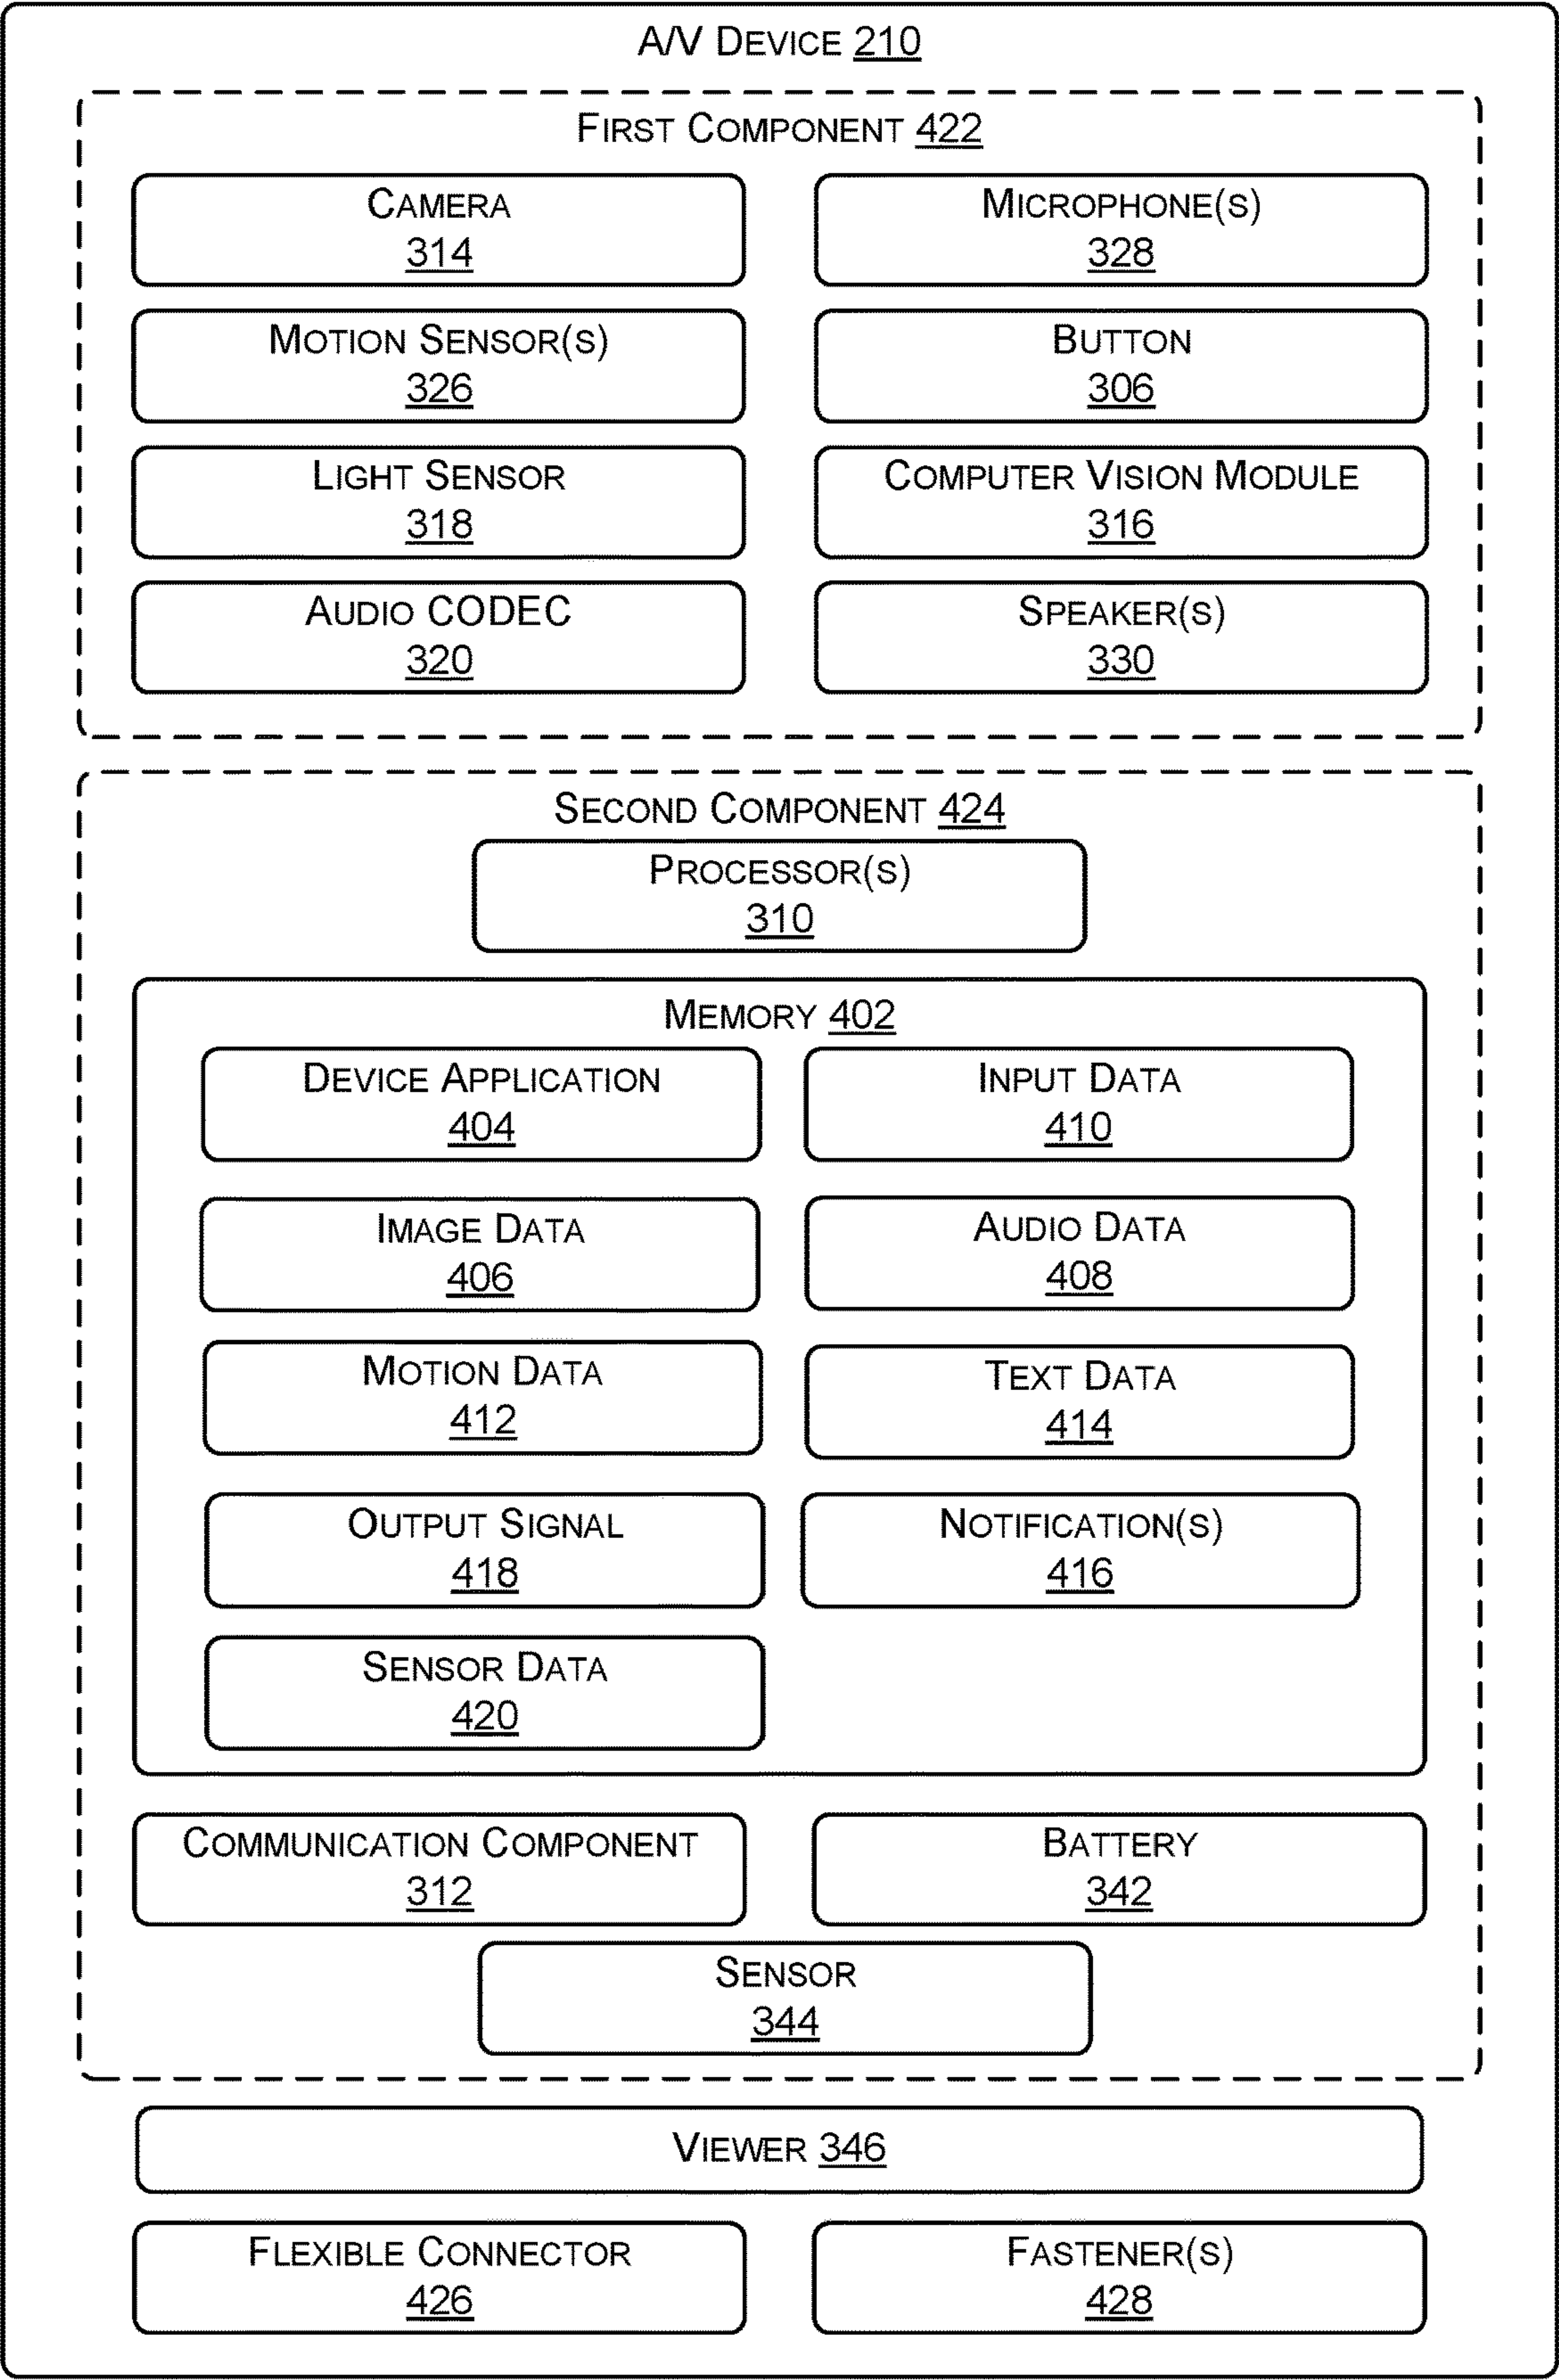 A/V DEVICE 210
FIRST COMPONENT 422
CAMERA
314
MICROPHONE(S)
328
MOTION SENSOR(S)
326
BUTTON
306
LIGHT SENSOR
318
COMPUTER VISION MODULE
316
AUDIO CODEC
320
SPEAKER(S)
330
SECOND COMPONENT 424
PROCESSOR(S)
310
MEMORY 402
DEVICE APPLICATION
404
INPUT DATA
410
IMAGE DATA
406
AUDIO DATA
408
MOTION DATA
412
TEXT DATA
414
OUTPUT SIGNAL
418
NOTIFICATION(S)
416
SENSOR DATA
420
COMMUNICATION COMPONENT
312
BATTERY
342
SENSOR
344
VIEWER 346
FLEXIBLE CONNECTOR
426
FASTENER(S)
428